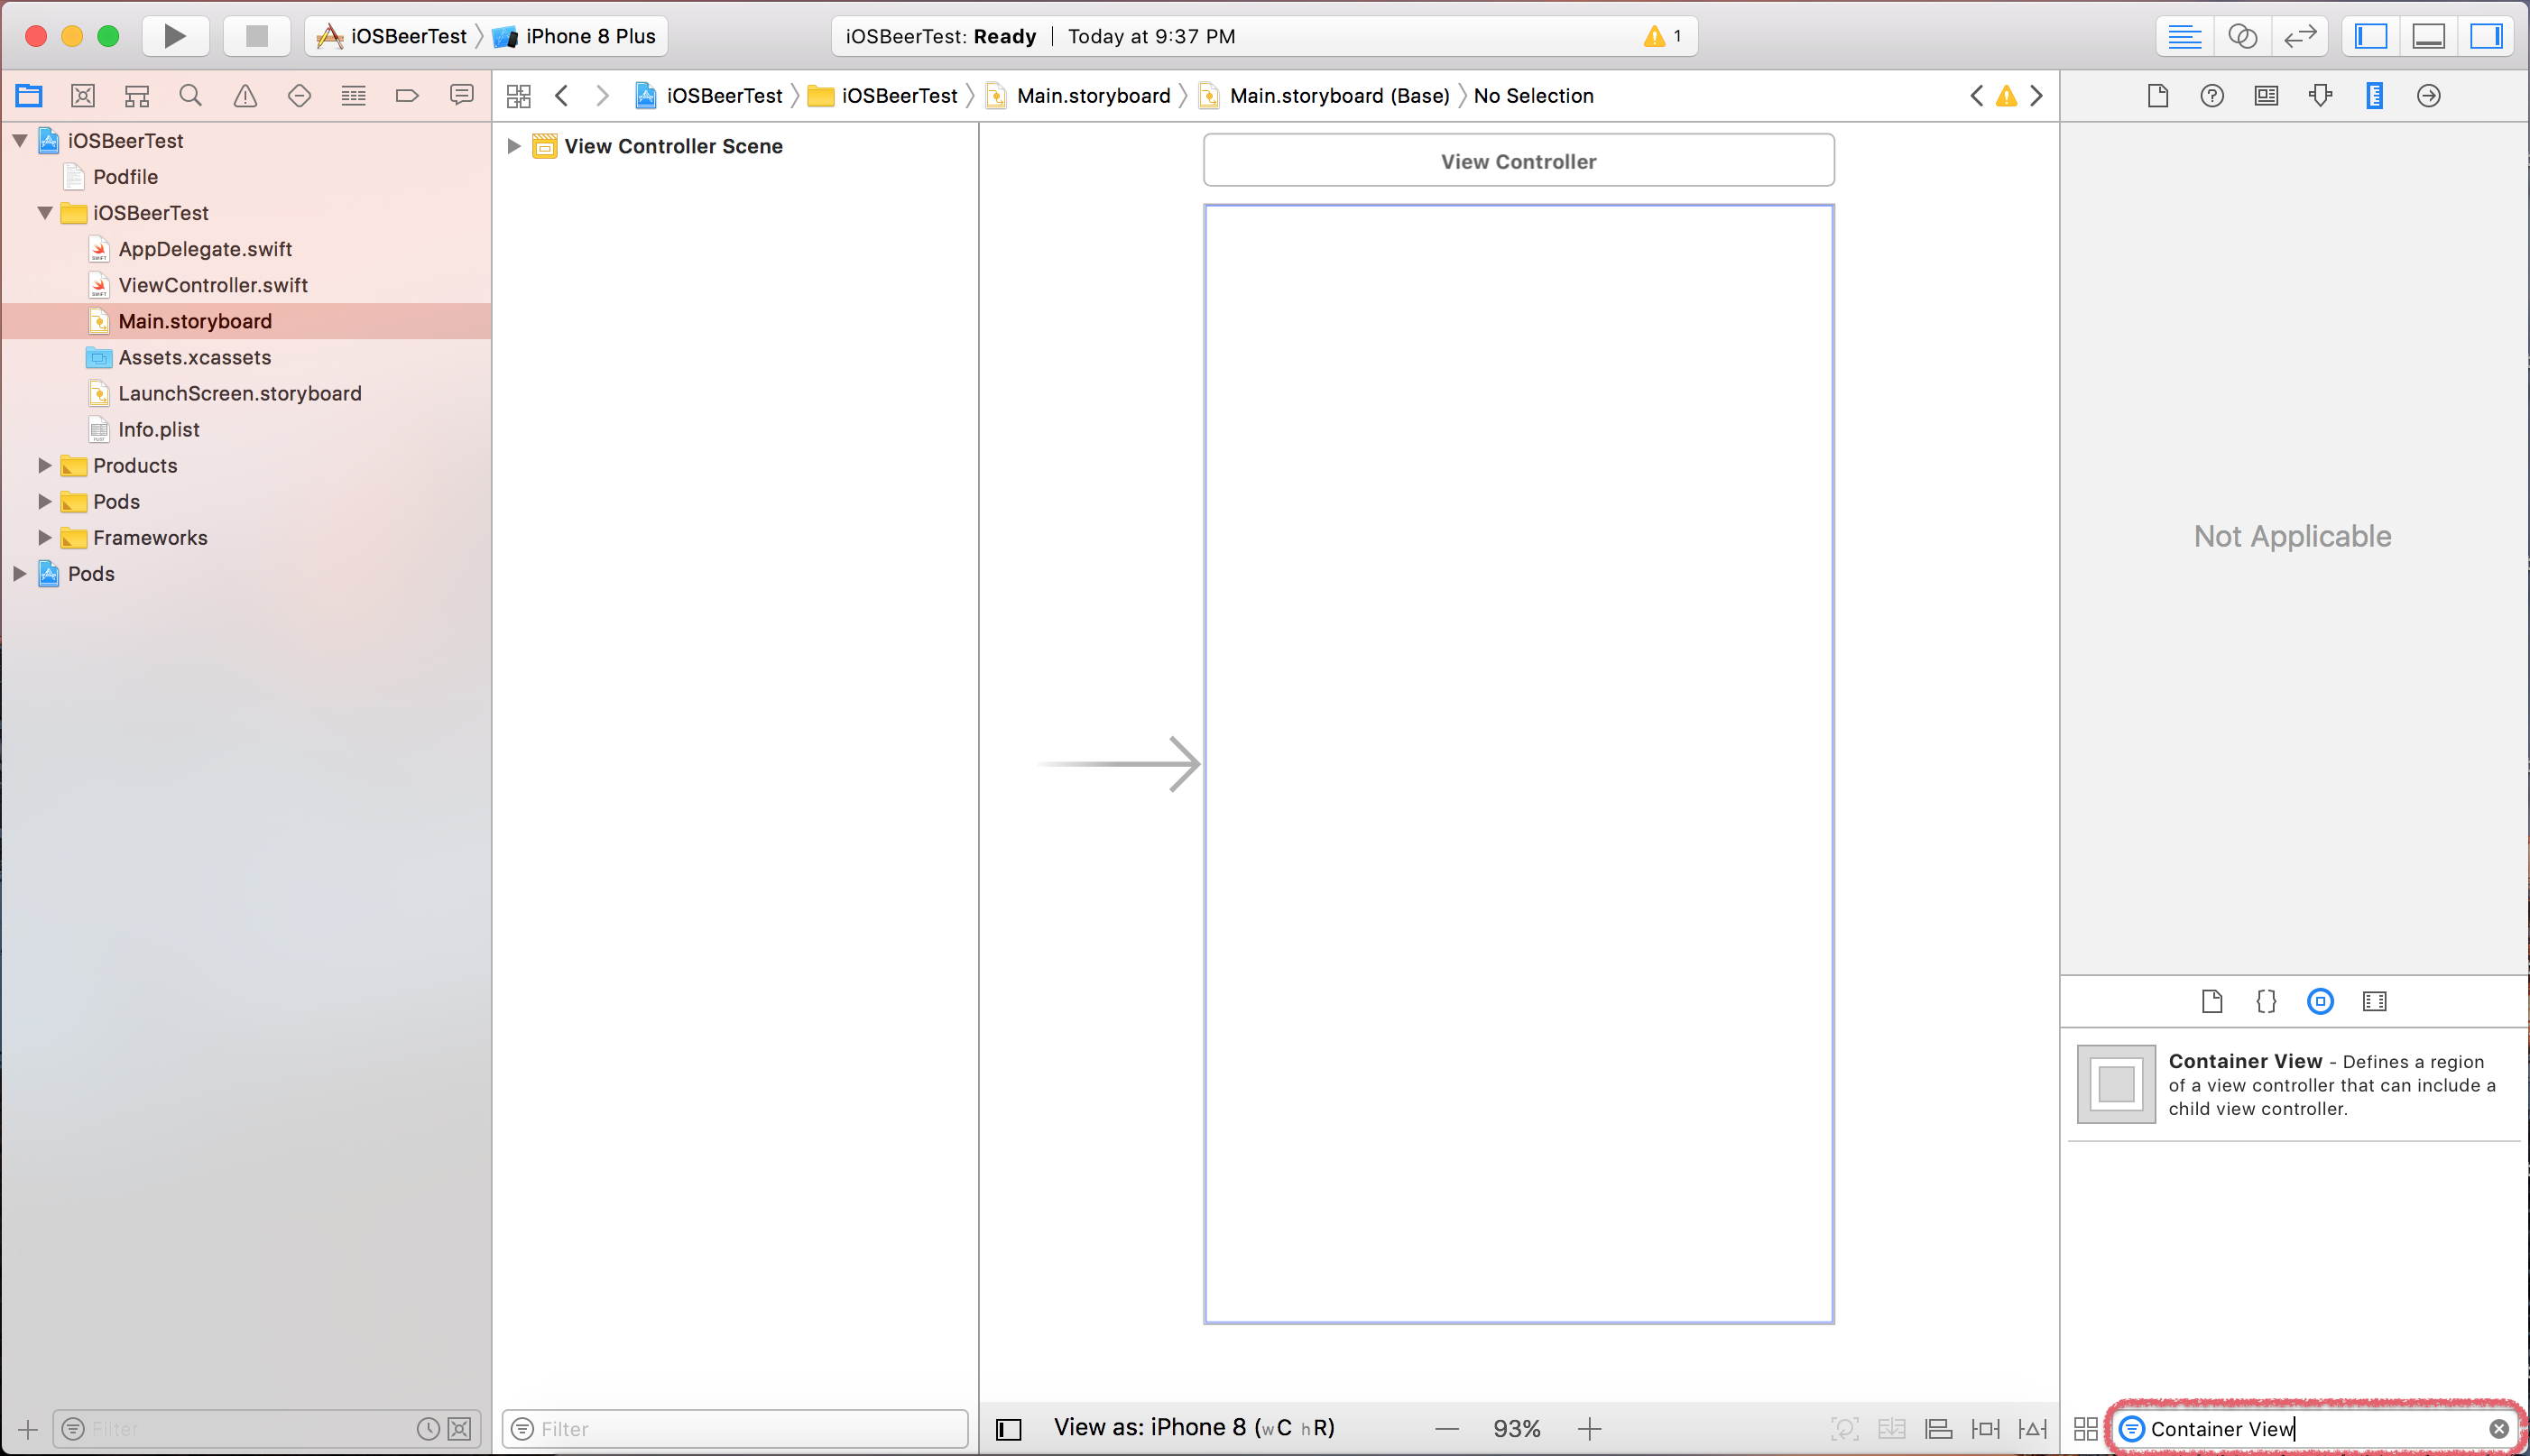 iOSBeerTest iPhone 8 Plus
iOSBeerTest: Ready Today at 9:37 PM 1
iOSBeerTest iOSBeerTest Main.storyboard Main.storyboard (Base) No Selection
iOSBeerTest
Podfile
iOSBeerTest
AppDelegate.swift
ViewController.swift
Main.storyboard
Assets.xcassets
LaunchScreen.storyboard
Info.plist
Products
Pods
Frameworks
Pods
Filter
View Controller Scene
Filter
View Controller
View as: iPhone 8 (wC hR)
93%
Not Applicable
Container View - Defines a region
of a view controller that can include a
child view controller.
Container View